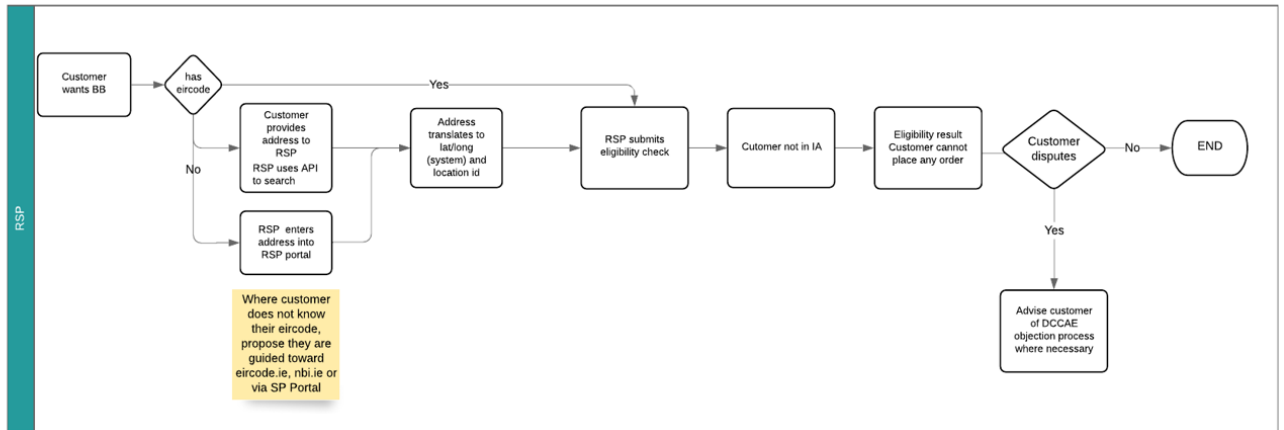 RSP
Customer
wants BB
has
eircode
Yes
No
Customer
provides
address to
RSP
RSP uses API
to search
RSP enters
address into
RSP portal
Where customer
does not know
their eircode,
propose they are
guided toward
eircode.ie, nbi.ie or
via SP Portal
Address
translates to
lat/long
(system) and
location id
RSP submits
eligibility check
Cutomer not in IA
Eligibility result
Customer cannot
place any order
Customer
disputes
No
END
Yes
Advise customer
of DCCAE
objection process
where necessary